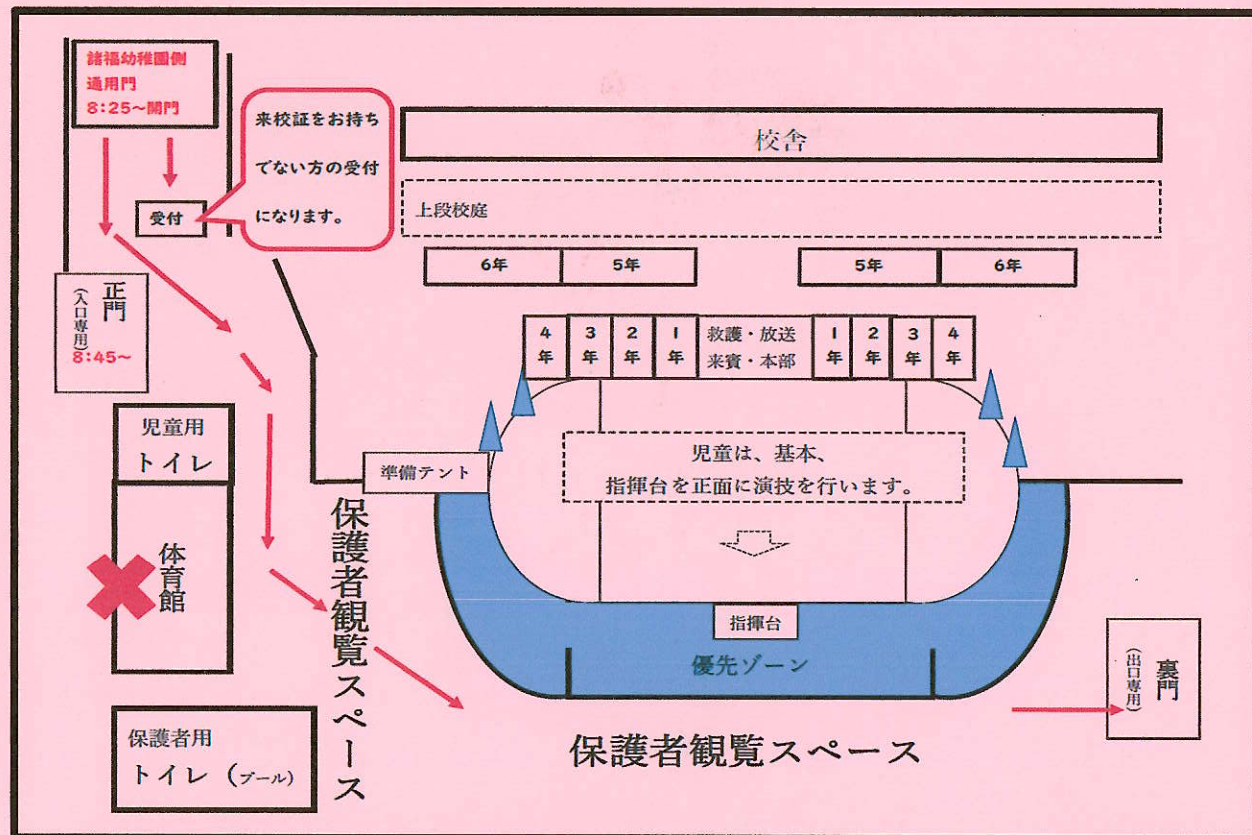 諸福幼稚園側
通用門
8:25～開門
来校証をお持ち
でない方の受付
になります。
受付
校舎
上段校庭
6年
5年
5年
6年
正門
（入口専用）
8:45～
4年
3年
2年
1年
救護・放送
来賓・本部
1年
2年
3年
4年
児童用
トイレ
準備テント
児童は、基本、
指揮台を正面に演技を行います。
体育館
保護者観覧スペース
指揮台
優先ゾーン
裏門
（出口専用）
保護者用
トイレ（プール）
保護者観覧スペース